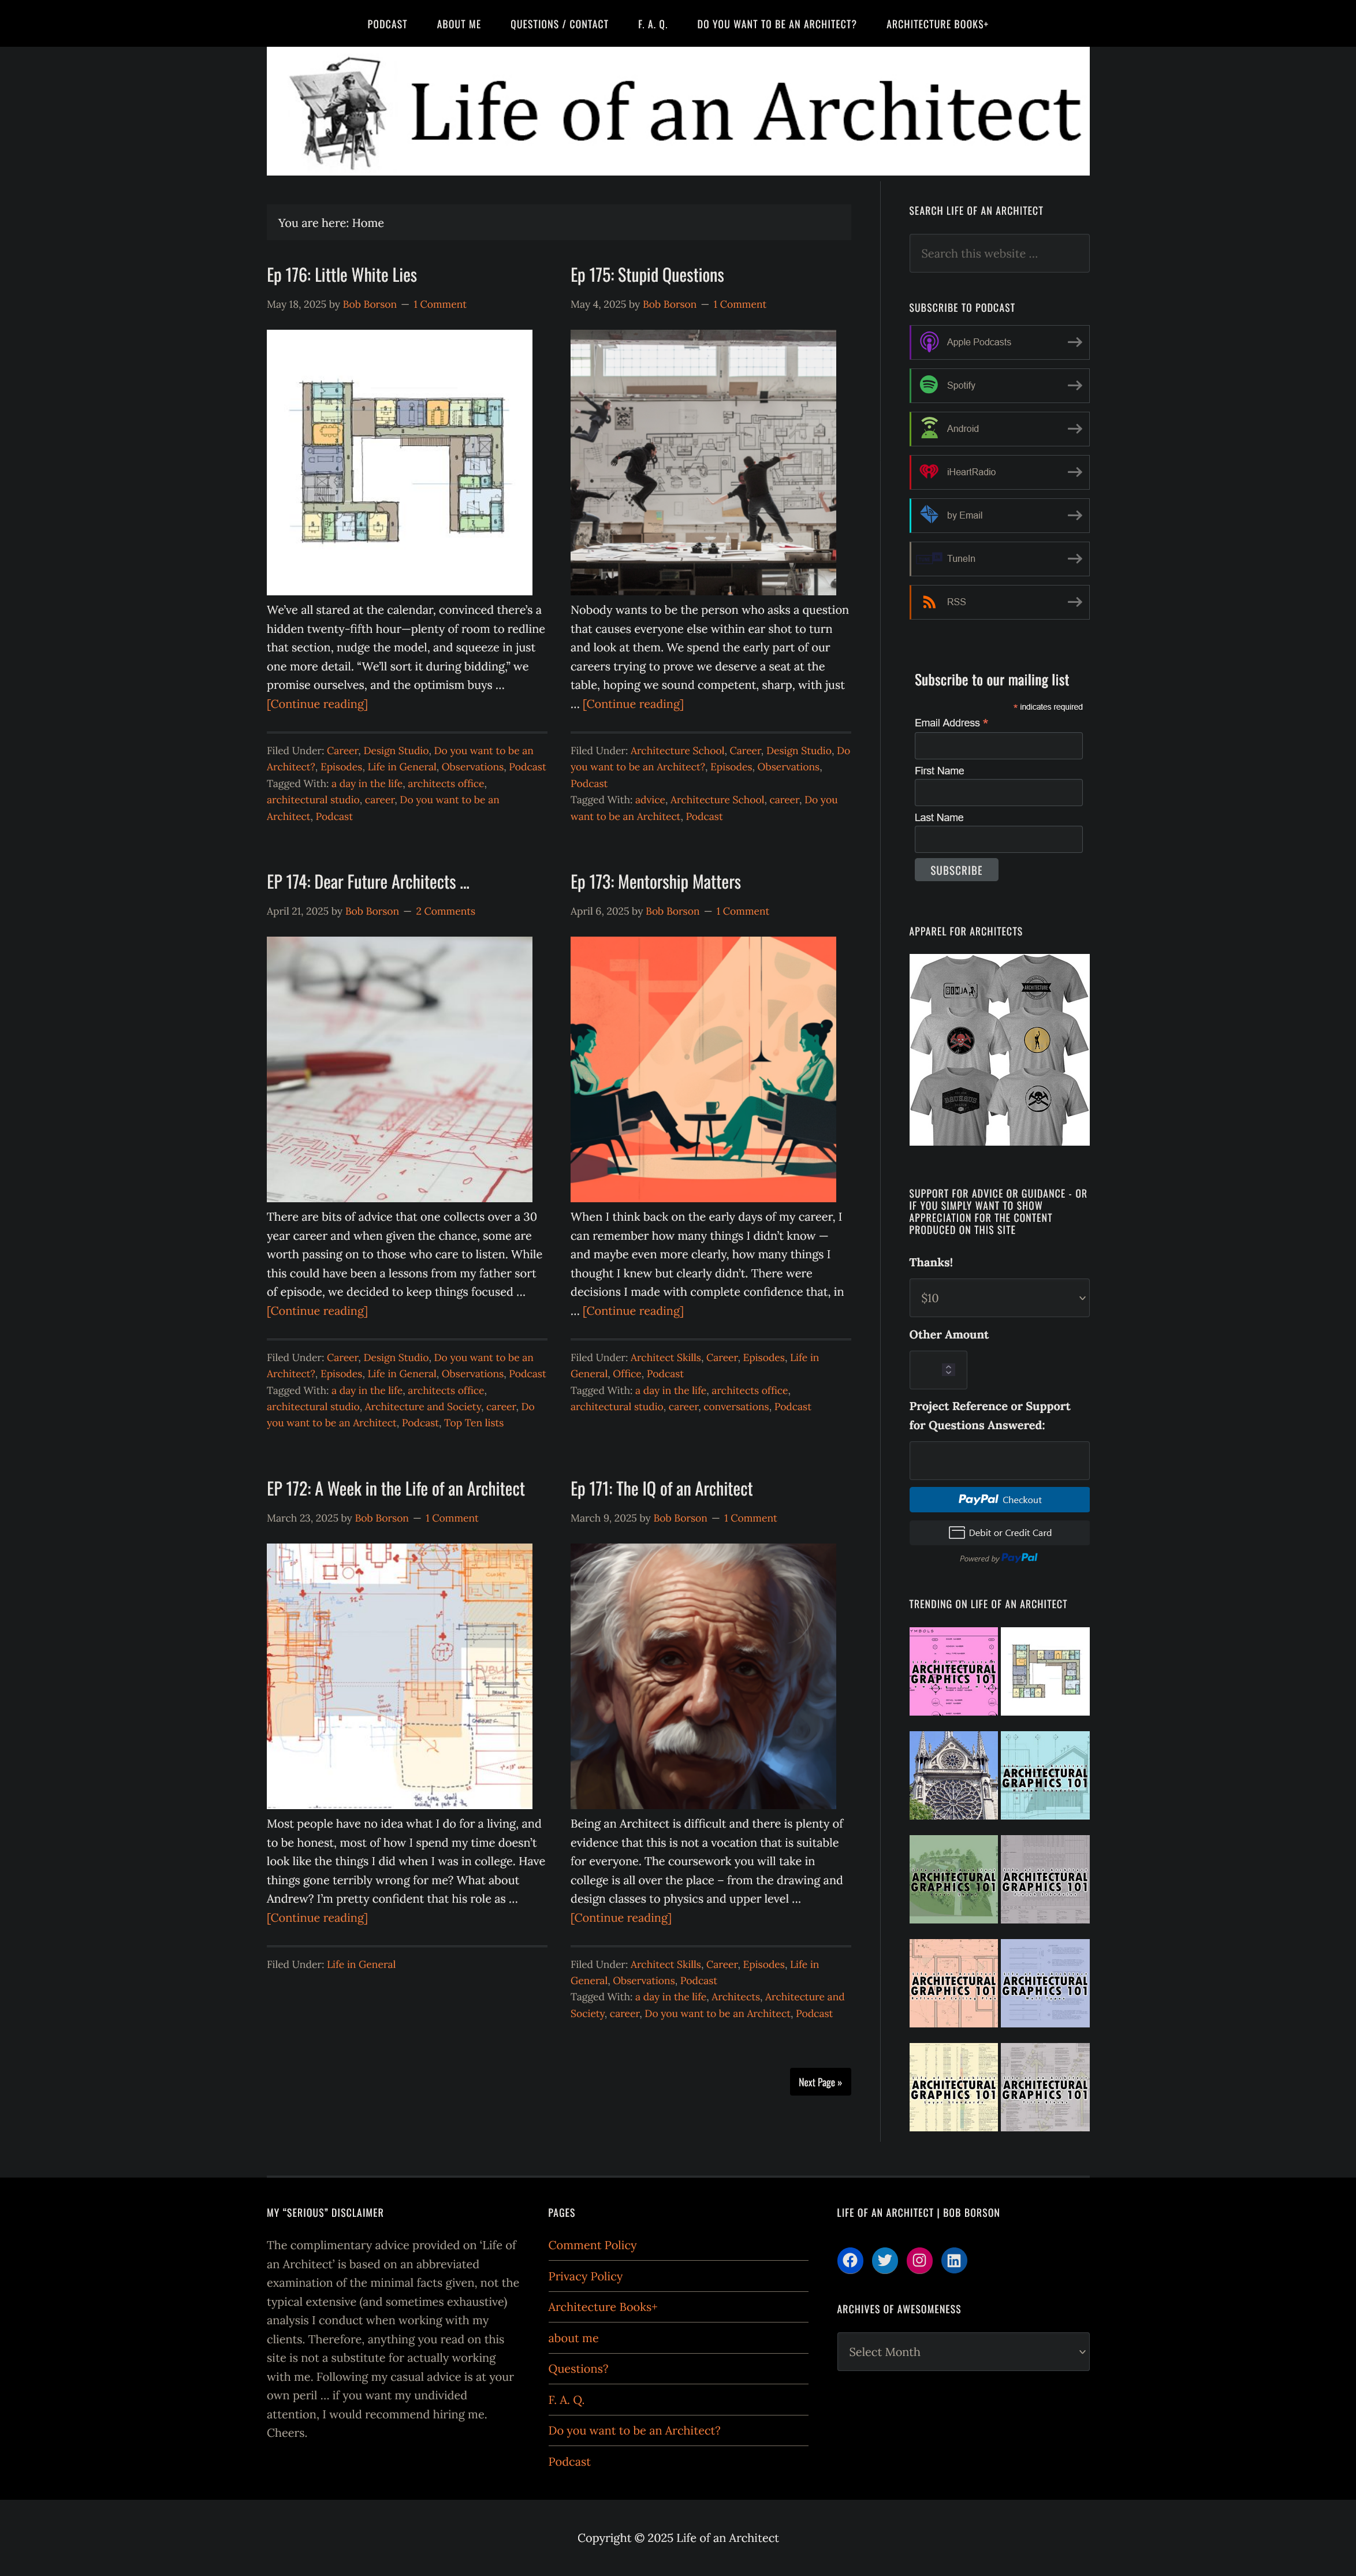 PODCAST
ABOUT ME
QUESTIONS / CONTACT
F. A. Q.
DO YOU WANT TO BE AN ARCHITECT?
ARCHITECTURE BOOKS+
Life of an Architect
You are here: Home
Ep 176: Little White Lies
May 18, 2025 by Bob Borson — 1 Comment
We’ve all stared at the calendar, convinced there’s a
hidden twenty-fifth hour—plenty of room to redline
that section, nudge the model, and squeeze in just
one more detail. “We’ll sort it during bidding,” we
promise ourselves, and the optimism buys …
[Continue reading]
Filed Under: Career, Design Studio, Do you want to be an
Architect?, Episodes, Life in General, Observations, Podcast
Tagged With: a day in the life, architects office,
architectural studio, career, Do you want to be an
Architect, Podcast
Ep 175: Stupid Questions
May 4, 2025 by Bob Borson — 1 Comment
Nobody wants to be the person who asks a question
that causes everyone else within ear shot to turn
and look at them. We spend the early part of our
careers trying to prove we deserve a seat at the
table, hoping we sound competent, sharp, with just
… [Continue reading]
Filed Under: Architecture School, Career, Design Studio, Do
you want to be an Architect?, Episodes, Observations,
Podcast
Tagged With: advice, Architecture School, career, Do you
want to be an Architect, Podcast
EP 174: Dear Future Architects …
April 21, 2025 by Bob Borson — 2 Comments
There are bits of advice that one collects over a 30
year career and when given the chance, some are
worth passing on to those who care to listen. While
this could have been a lessons from my father sort
of episode, we decided to keep things focused …
[Continue reading]
Filed Under: Career, Design Studio, Do you want to be an
Architect?, Episodes, Life in General, Observations, Podcast
Tagged With: a day in the life, architects office,
architectural studio, Architecture and Society, career, Do
you want to be an Architect, Podcast, Top Ten lists
Ep 173: Mentorship Matters
April 6, 2025 by Bob Borson — 1 Comment
When I think back on the early days of my career, I
can remember how many things I didn’t know —
and maybe even more clearly, how many things I
thought I knew but clearly didn’t. There were
decisions I made with complete confidence that, in
… [Continue reading]
Filed Under: Architect Skills, Career, Episodes, Life in
General, Office, Podcast
Tagged With: a day in the life, architects office,
architectural studio, career, conversations, Podcast
EP 172: A Week in the Life of an Architect
March 23, 2025 by Bob Borson — 1 Comment
Most people have no idea what I do for a living, and
to be honest, most of how I spend my time doesn’t
look like the things I did when I was in college. Have
things gone terribly wrong for me? What about
Andrew? I’m pretty confident that his role as …
[Continue reading]
Filed Under: Life in General
Ep 171: The IQ of an Architect
March 9, 2025 by Bob Borson — 1 Comment
Being an Architect is difficult and there is plenty of
evidence that this is not a vocation that is suitable
for everyone. The coursework you will take in
college is all over the place – from the drawing and
design classes to physics and upper level …
[Continue reading]
Filed Under: Architect Skills, Career, Episodes, Life in
General, Observations, Podcast
Tagged With: a day in the life, Architects, Architecture and
Society, career, Do you want to be an Architect, Podcast
Next Page »
SEARCH LIFE OF AN ARCHITECT
Search this website …
SUBSCRIBE TO PODCAST
Apple Podcasts
Spotify
Android
iHeartRadio
by Email
TuneIn
RSS
Subscribe to our mailing list
* indicates required
Email Address *
First Name
Last Name
SUBSCRIBE
APPAREL FOR ARCHITECTS
SUPPORT FOR ADVICE OR GUIDANCE - OR
IF YOU SIMPLY WANT TO SHOW
APPRECIATION FOR THE CONTENT
PRODUCED ON THIS SITE
Thanks!
$10
Other Amount
Project Reference or Support
for Questions Answered:
PayPal Checkout
Debit or Credit Card
Powered by PayPal
TRENDING ON LIFE OF AN ARCHITECT
ARCHITECTURAL
GRAPHICS 101
ARCHITECTURAL
GRAPHICS 101
ARCHITECTURAL
GRAPHICS 101
ARCHITECTURAL
GRAPHICS 101
ARCHITECTURAL
GRAPHICS 101
ARCHITECTURAL
GRAPHICS 101
ARCHITECTURAL
GRAPHICS 101
ARCHITECTURAL
GRAPHICS 101
MY “SERIOUS” DISCLAIMER
The complimentary advice provided on ‘Life of
an Architect’ is based on an abbreviated
examination of the minimal facts given, not the
typical extensive (and sometimes exhaustive)
analysis I conduct when working with my
clients. Therefore, anything you read on this
site is not a substitute for actually working
with me. Following my casual advice is at your
own peril … if you want my undivided
attention, I would recommend hiring me.
Cheers.
PAGES
Comment Policy
Privacy Policy
Architecture Books+
about me
Questions?
F. A. Q.
Do you want to be an Architect?
Podcast
LIFE OF AN ARCHITECT | BOB BORSON
ARCHIVES OF AWESOMENESS
Select Month
Copyright © 2025 Life of an Architect